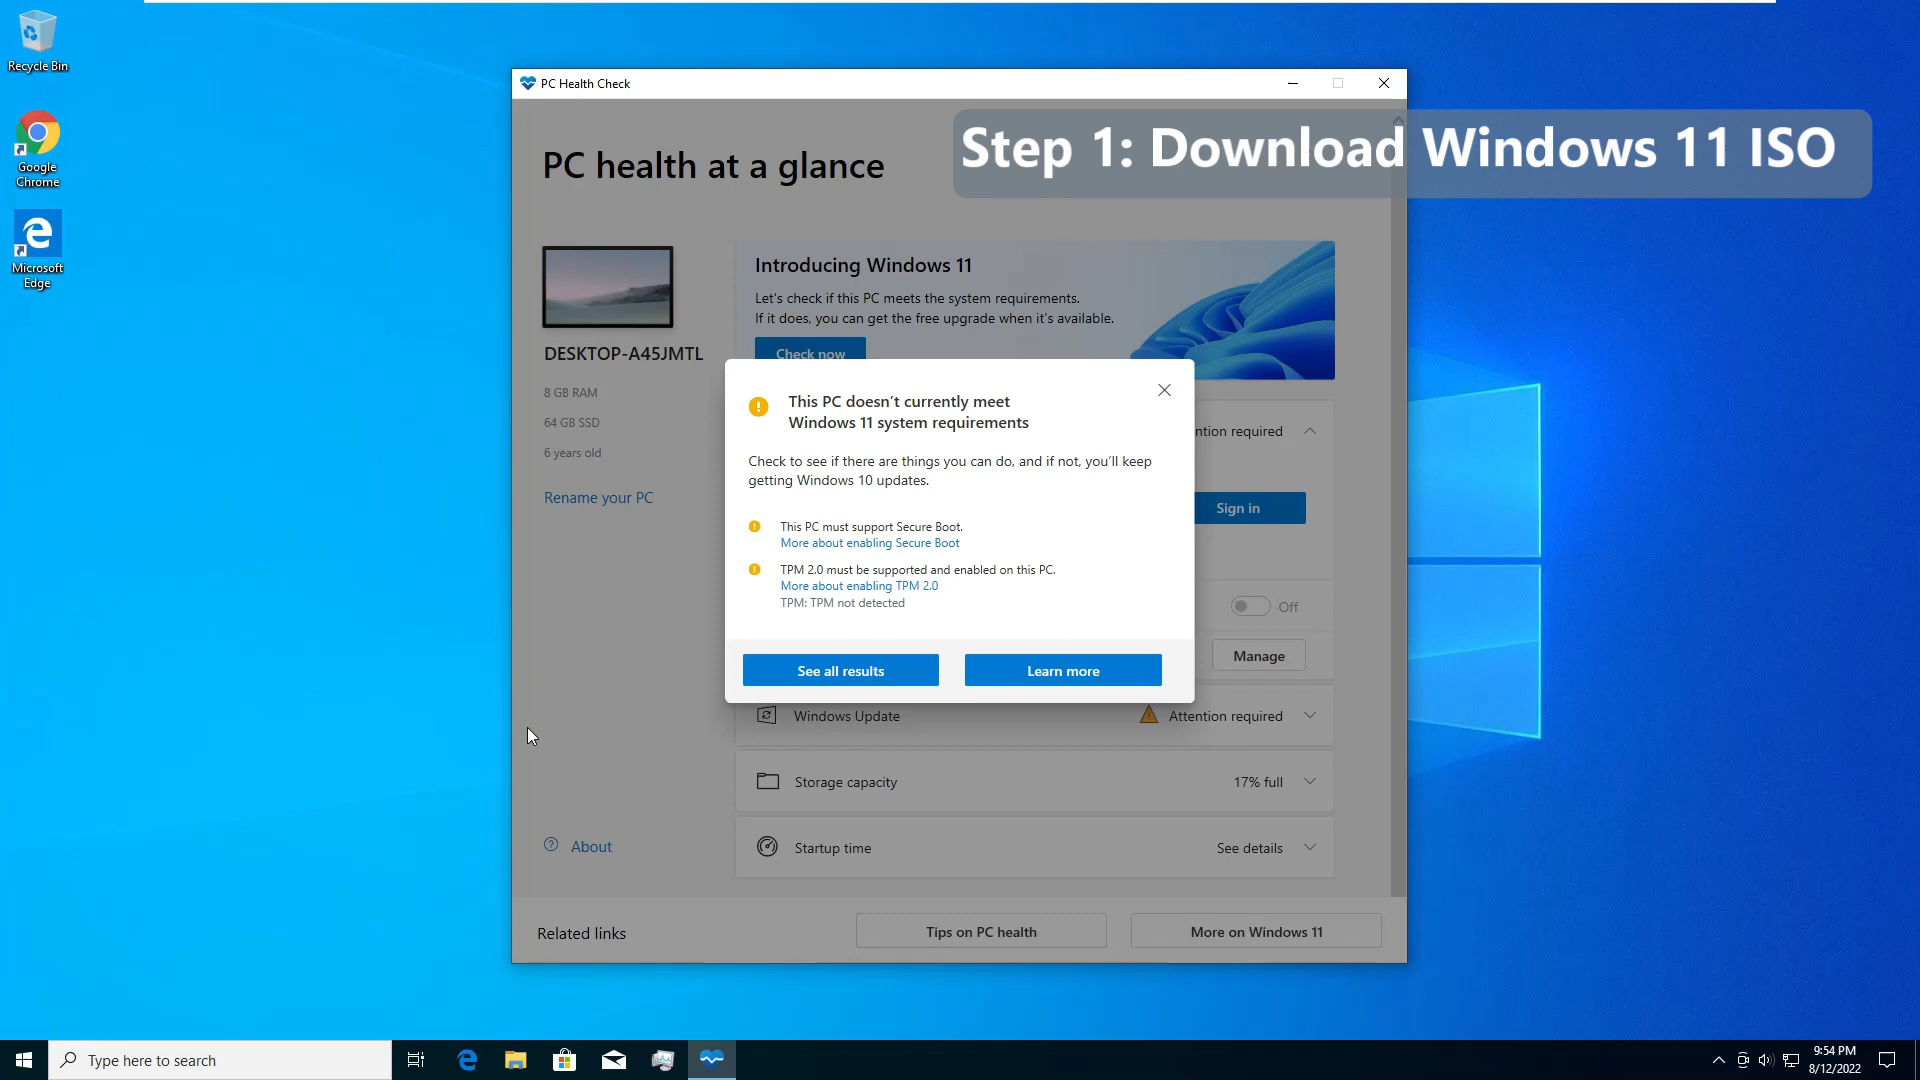 Recycle Bin
Google
Chrome
Microsoft
Edge
PC Health Check
Step 1: Download Windows 11 ISO
PC health at a glance
DESKTOP-A45JMTL
8 GB RAM
64 GB SSD
6 years old
Rename your PC
Introducing Windows 11
Let's check if this PC meets the system requirements.
If it does, you can get the free upgrade when it's available.
Check now
This PC doesn't currently meet
Windows 11 system requirements
Check to see if there are things you can do, and if not, you'll keep
getting Windows 10 updates.
This PC must support Secure Boot.
More about enabling Secure Boot
TPM 2.0 must be supported and enabled on this PC.
More about enabling TPM 2.0
TPM: TPM not detected
See all results
Learn more
ntion required
Sign in
Off
Manage
Windows Update
Attention required
Storage capacity
17% full
Startup time
See details
About
Related links
Tips on PC health
More on Windows 11
Type here to search
9:54 PM
8/12/2022